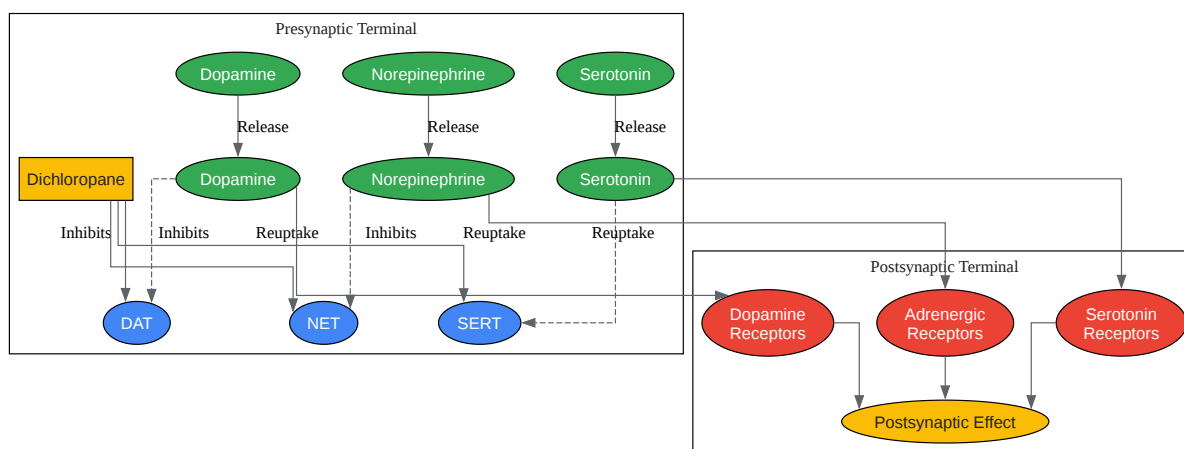 Presynaptic Terminal
Dopamine
Norepinephrine
Serotonin
Release
Release
Release
Dichloropane
Dopamine
Norepinephrine
Serotonin
Inhibits
Inhibits
Reuptake
Inhibits
Reuptake
Reuptake
Postsynaptic Terminal
DAT
NET
SERT
Dopamine
Receptors
Adrenergic
Receptors
Serotonin
Receptors
Postsynaptic Effect